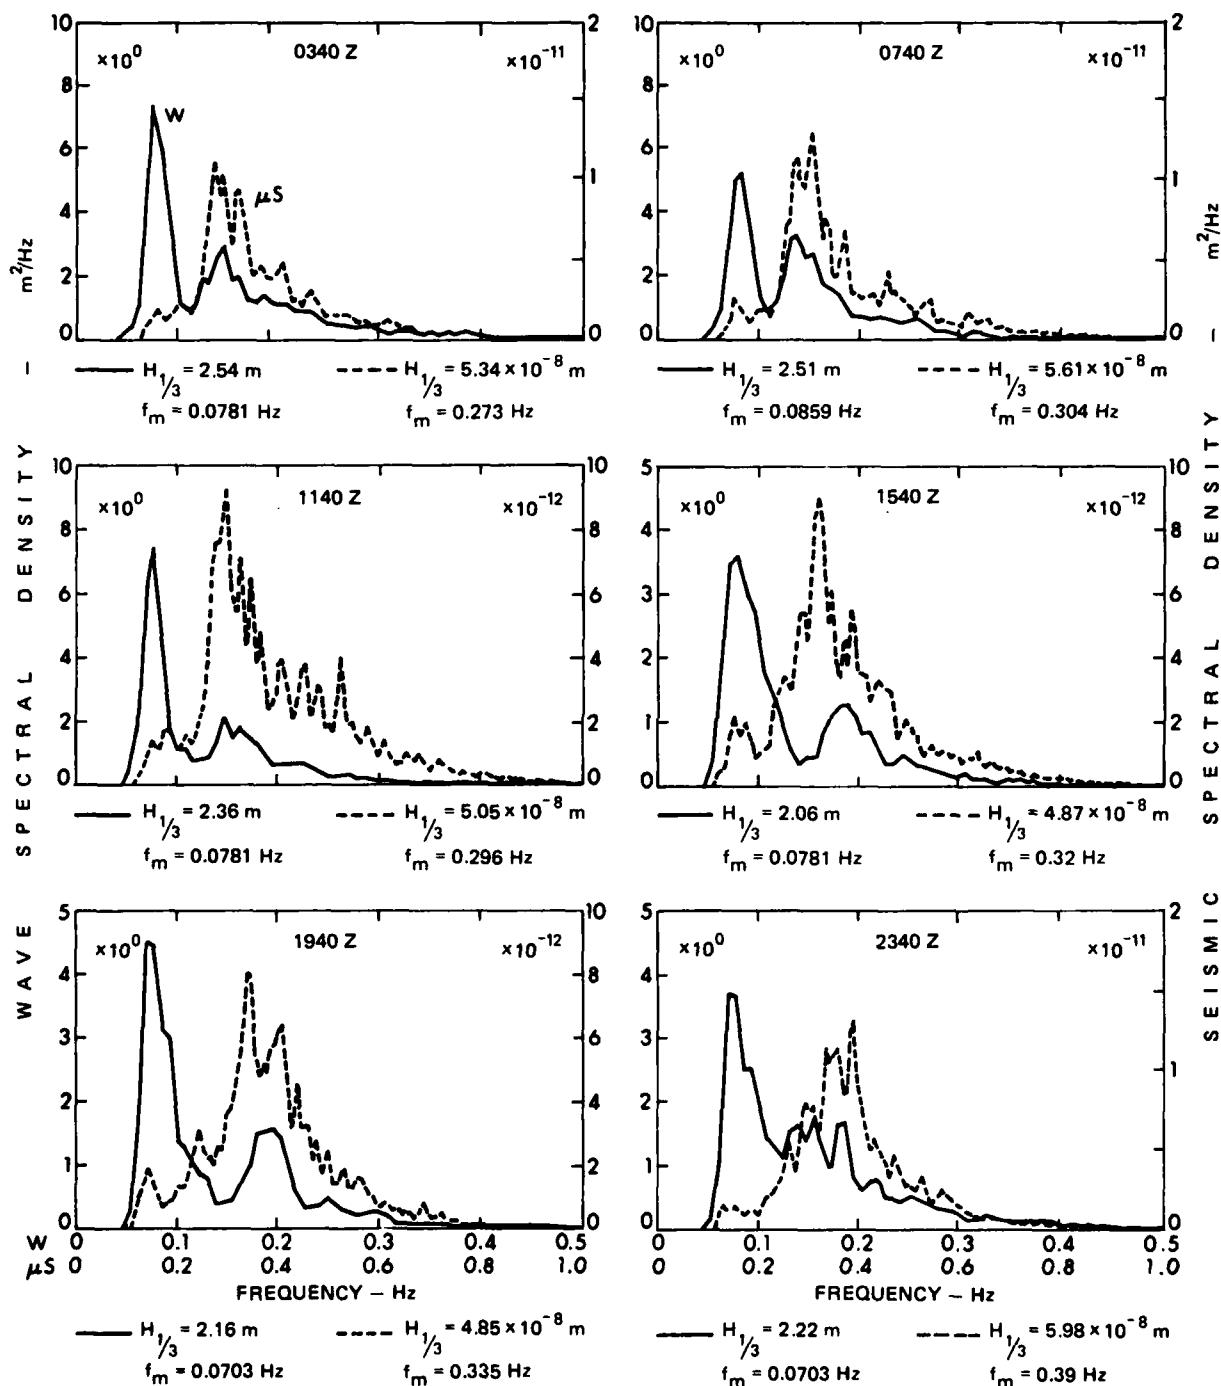 10
8
6
4
2
0
×10⁰
0340 Z
×10⁻¹¹
W
μS
2
1
0
H1/3 = 2.54 m
fm = 0.0781 Hz
H1/3 = 5.34 × 10⁻⁸ m
fm = 0.273 Hz
10
8
6
4
2
0
×10⁰
0740 Z
×10⁻¹¹
2
1
0
H1/3 = 2.51 m
fm = 0.0859 Hz
H1/3 = 5.61 × 10⁻⁸ m
fm = 0.304 Hz
10
8
6
4
2
0
×10⁰
1140 Z
×10⁻¹²
10
8
6
4
2
0
H1/3 = 2.36 m
fm = 0.0781 Hz
H1/3 = 5.05 × 10⁻⁸ m
fm = 0.296 Hz
5
4
3
2
1
0
×10⁰
1540 Z
×10⁻¹²
10
8
6
4
2
0
H1/3 = 2.06 m
fm = 0.0781 Hz
H1/3 = 4.87 × 10⁻⁸ m
fm = 0.32 Hz
5
4
3
2
1
0
×10⁰
1940 Z
×10⁻¹²
10
8
6
4
2
0
W 0 0.1 0.2 0.3 0.4 0.5
μS 0 0.2 0.2 0.6 0.8 1.0
FREQUENCY – Hz
H1/3 = 2.16 m
fm = 0.0703 Hz
H1/3 = 4.85 × 10⁻⁸ m
fm = 0.335 Hz
5
4
3
2
1
0
×10⁰
2340 Z
×10⁻¹¹
2
1
0
0 0.1 0.2 0.3 0.4 0.5
0 0.2 0.4 0.6 0.8 1.0
FREQUENCY – Hz
H1/3 = 2.22 m
fm = 0.0703 Hz
H1/3 = 5.98 × 10⁻⁸ m
fm = 0.39 Hz
WAVE SPECTRAL DENSITY – m²/Hz
SEISMIC SPECTRAL DENSITY – m²/Hz